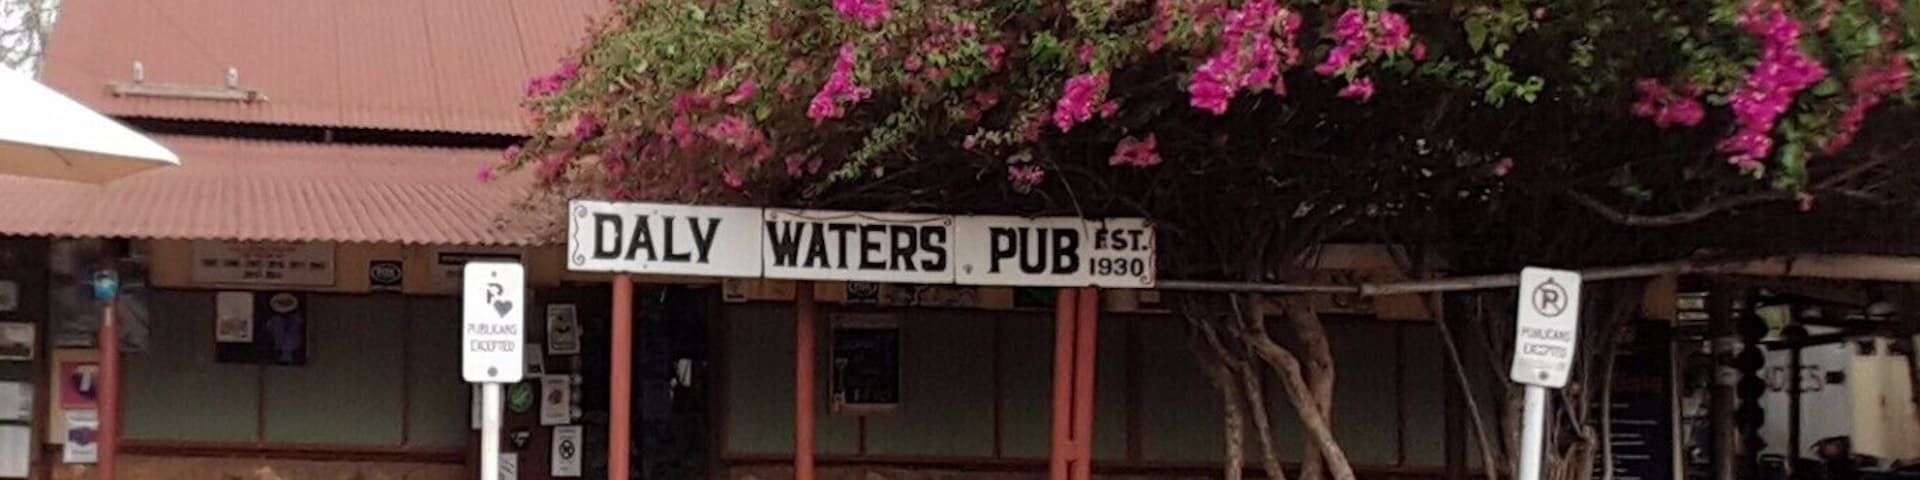 DALY WATERS PUB EST. 1930
P
PUBLICANS
EXCEPTED
P
PUBLICANS
EXCEPTED